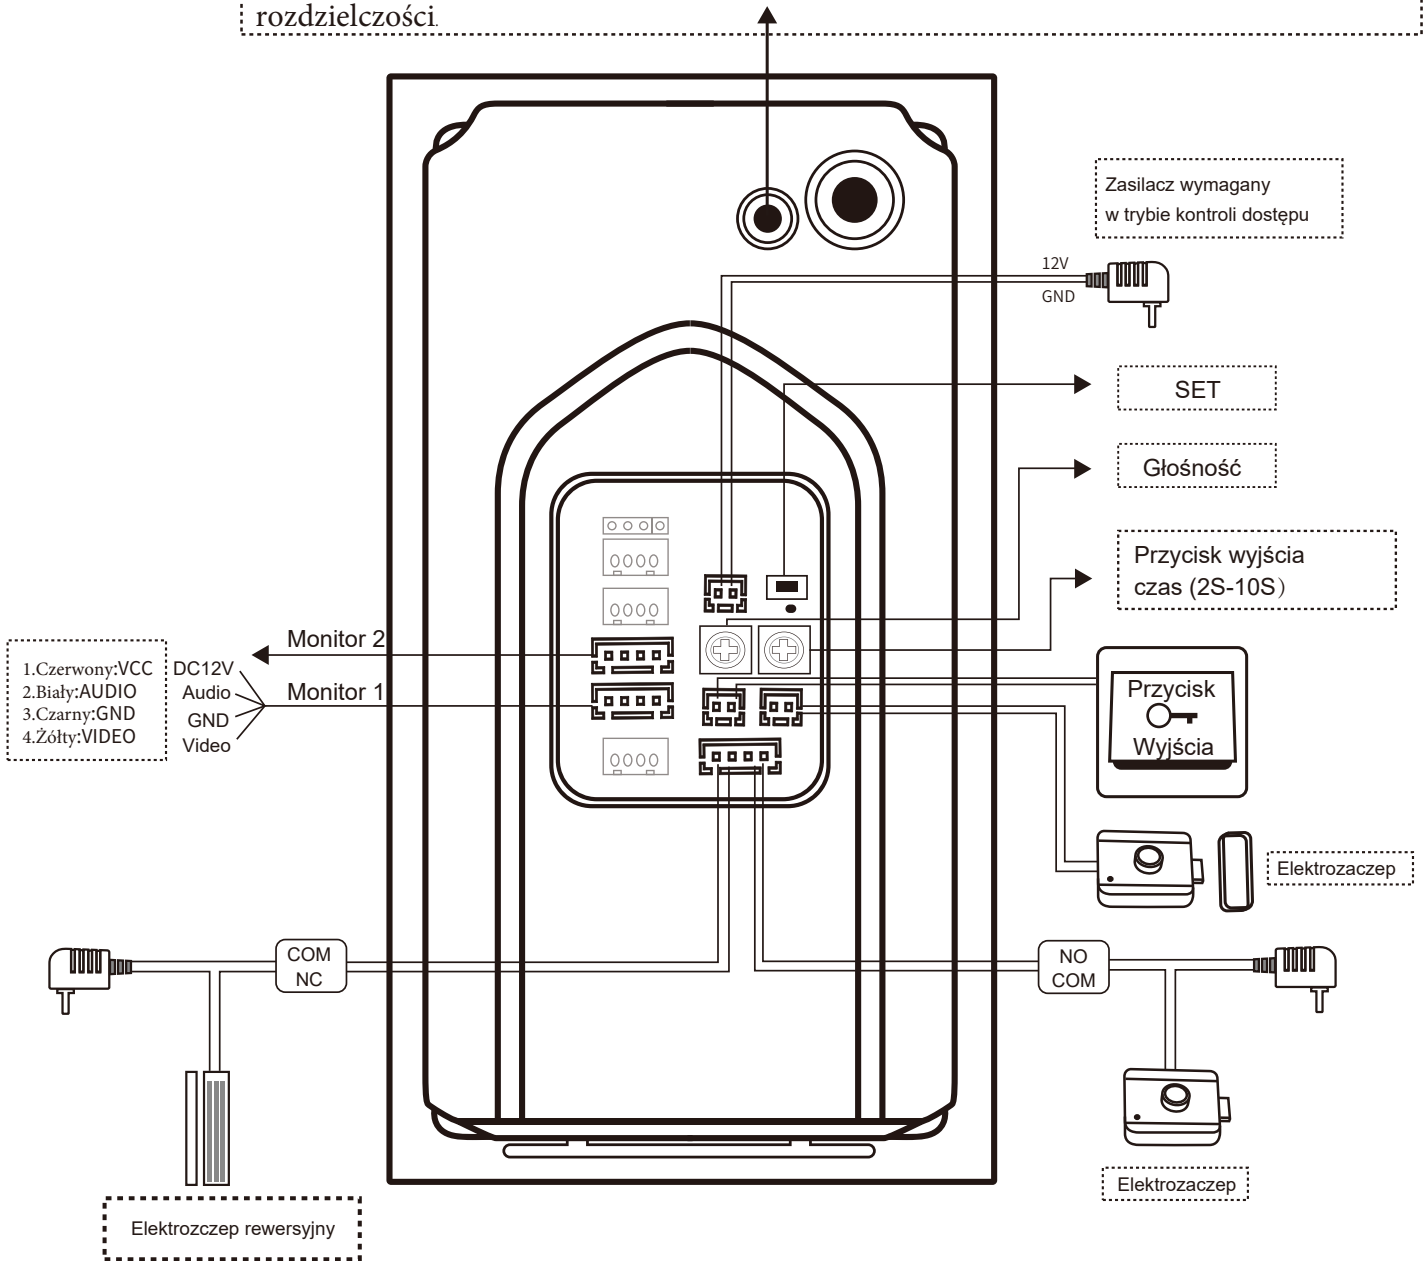 rozdzielczości.
Zasilacz wymagany
w trybie kontroli dostępu
12V
GND
SET
Głośność
Przycisk wyjścia
czas (2S-10S）
Monitor 2
Monitor 1
1.Czerwony:VCC
2.Biały:AUDIO
3.Czarny:GND
4.Żółty:VIDEO
DC12V
Audio
GND
Video
Przycisk
Wyjścia
Elektrozaczep
COM
NC
NO
COM
Elektrozaczep
Elektrozczep rewersyjny